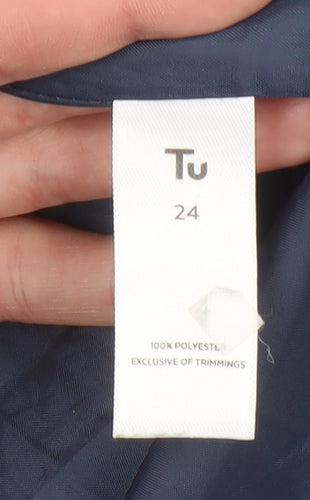 Tu
24
100% POLYESTER
EXCLUSIVE OF TRIMMINGS